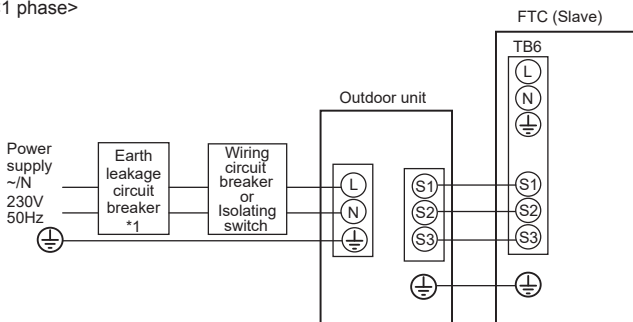 1 phase>
FTC (Slave)
TB6
L
N
Outdoor unit
Power
supply
~/N
230V
50Hz
Earth
leakage
circuit
breaker
*1
Wiring
circuit
breaker
or
Isolating
switch
L
N
S1
S2
S3
S1
S2
S3